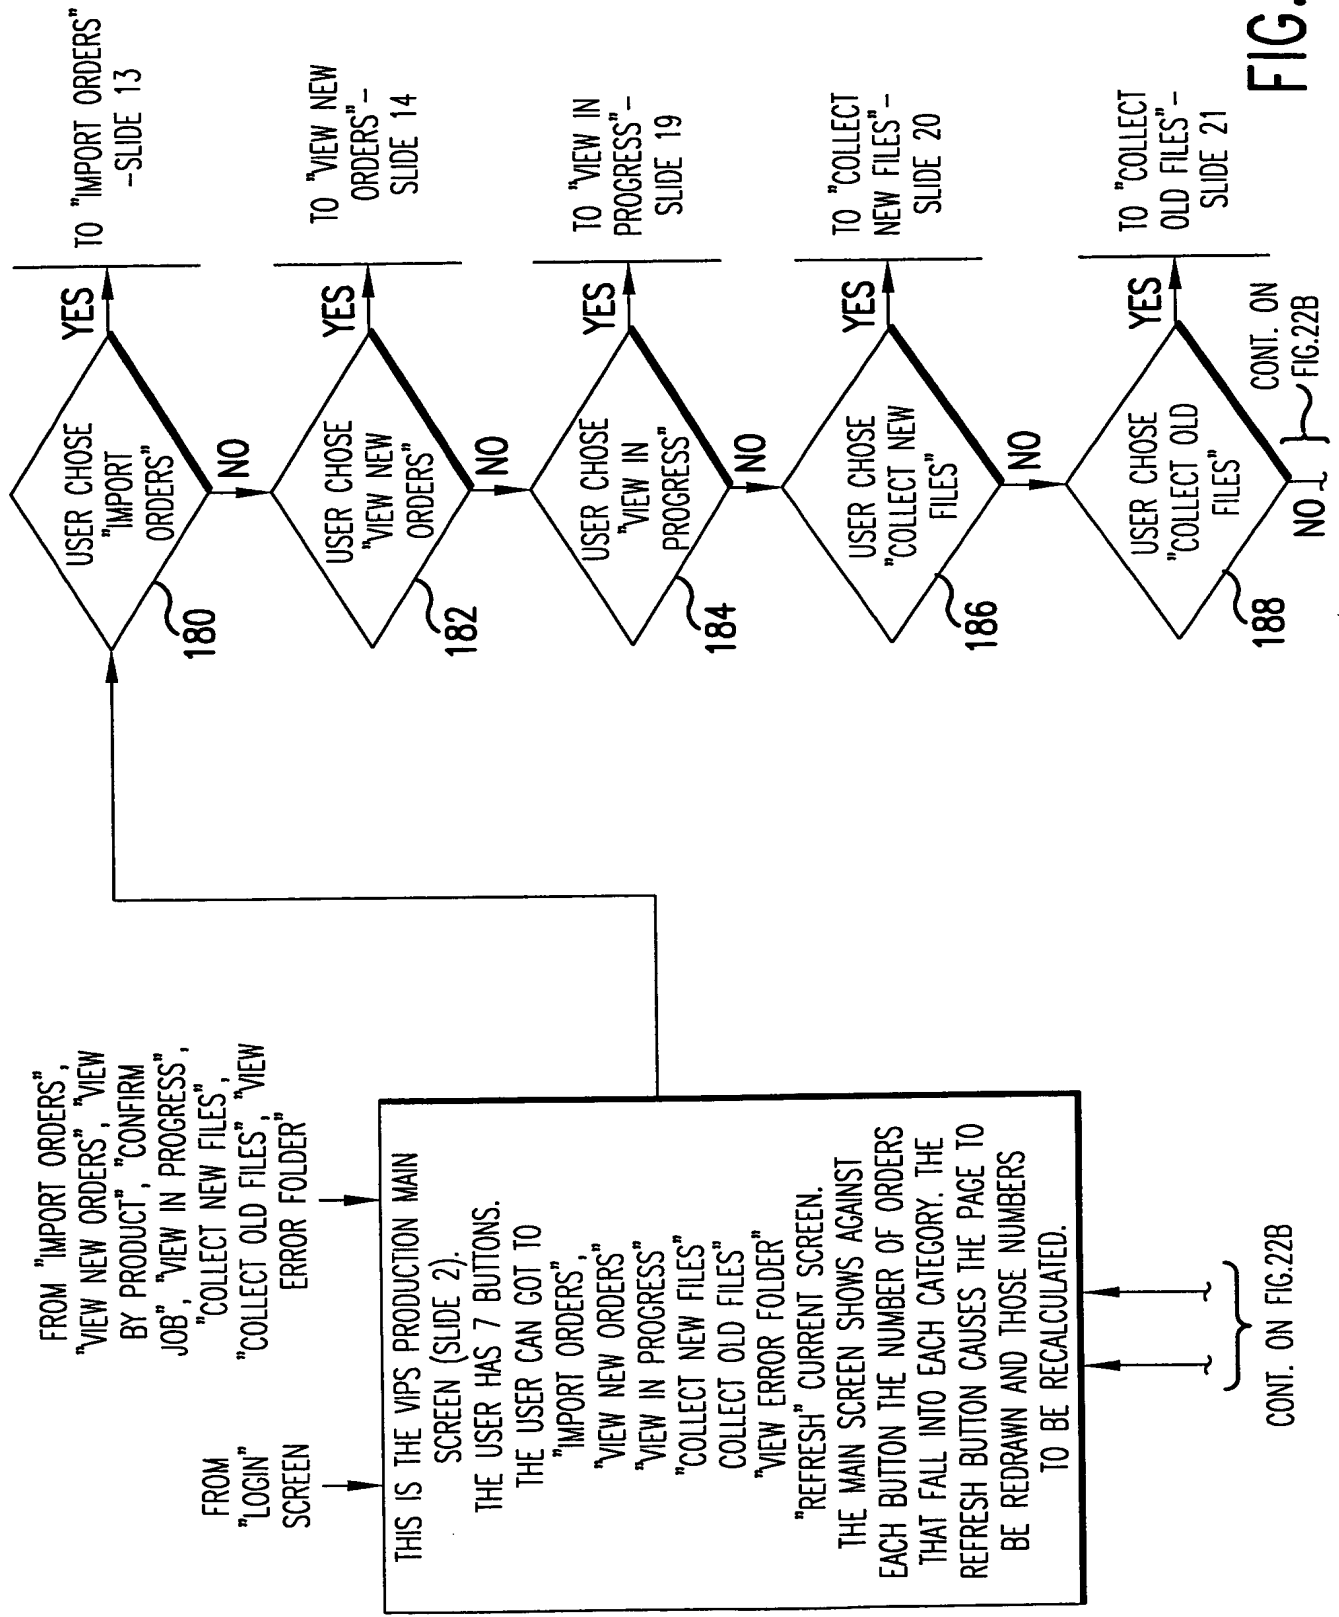 FROM
"LOGIN"
SCREEN
FROM "IMPORT ORDERS",
"VIEW NEW ORDERS", "VIEW
BY PRODUCT", "CONFIRM
JOB", "VIEW IN PROGRESS",
"COLLECT NEW FILES",
"COLLECT OLD FILES", "VIEW
ERROR FOLDER"
THIS IS THE VIPS PRODUCTION MAIN
SCREEN (SLIDE 2).
THE USER HAS 7 BUTTONS.
THE USER CAN GOT TO
"IMPORT ORDERS",
"VIEW NEW ORDERS"
"VIEW IN PROGRESS"
"COLLECT NEW FILES"
COLLECT OLD FILES"
"VIEW ERROR FOLDER"
"REFRESH" CURRENT SCREEN.
THE MAIN SCREEN SHOWS AGAINST
EACH BUTTON THE NUMBER OF ORDERS
THAT FALL INTO EACH CATEGORY. THE
REFRESH BUTTON CAUSES THE PAGE TO
BE REDRAWN AND THOSE NUMBERS
TO BE RECALCULATED.
CONT. ON FIG.22B
USER CHOSE
"IMPORT
ORDERS"
180
YES
TO "IMPORT ORDERS"
-SLIDE 13
NO
USER CHOSE
"VIEW NEW
ORDERS"
182
YES
TO "VIEW NEW
ORDERS"-
SLIDE 14
NO
USER CHOSE
"VIEW IN
PROGRESS"
184
YES
TO "VIEW IN
PROGRESS"-
SLIDE 19
NO
USER CHOSE
"COLLECT NEW
FILES"
186
YES
TO "COLLECT
NEW FILES"-
SLIDE 20
NO
USER CHOSE
"COLLECT OLD
FILES"
188
YES
TO "COLLECT
OLD FILES"-
SLIDE 21
NO
CONT. ON
FIG.22B
FIG.